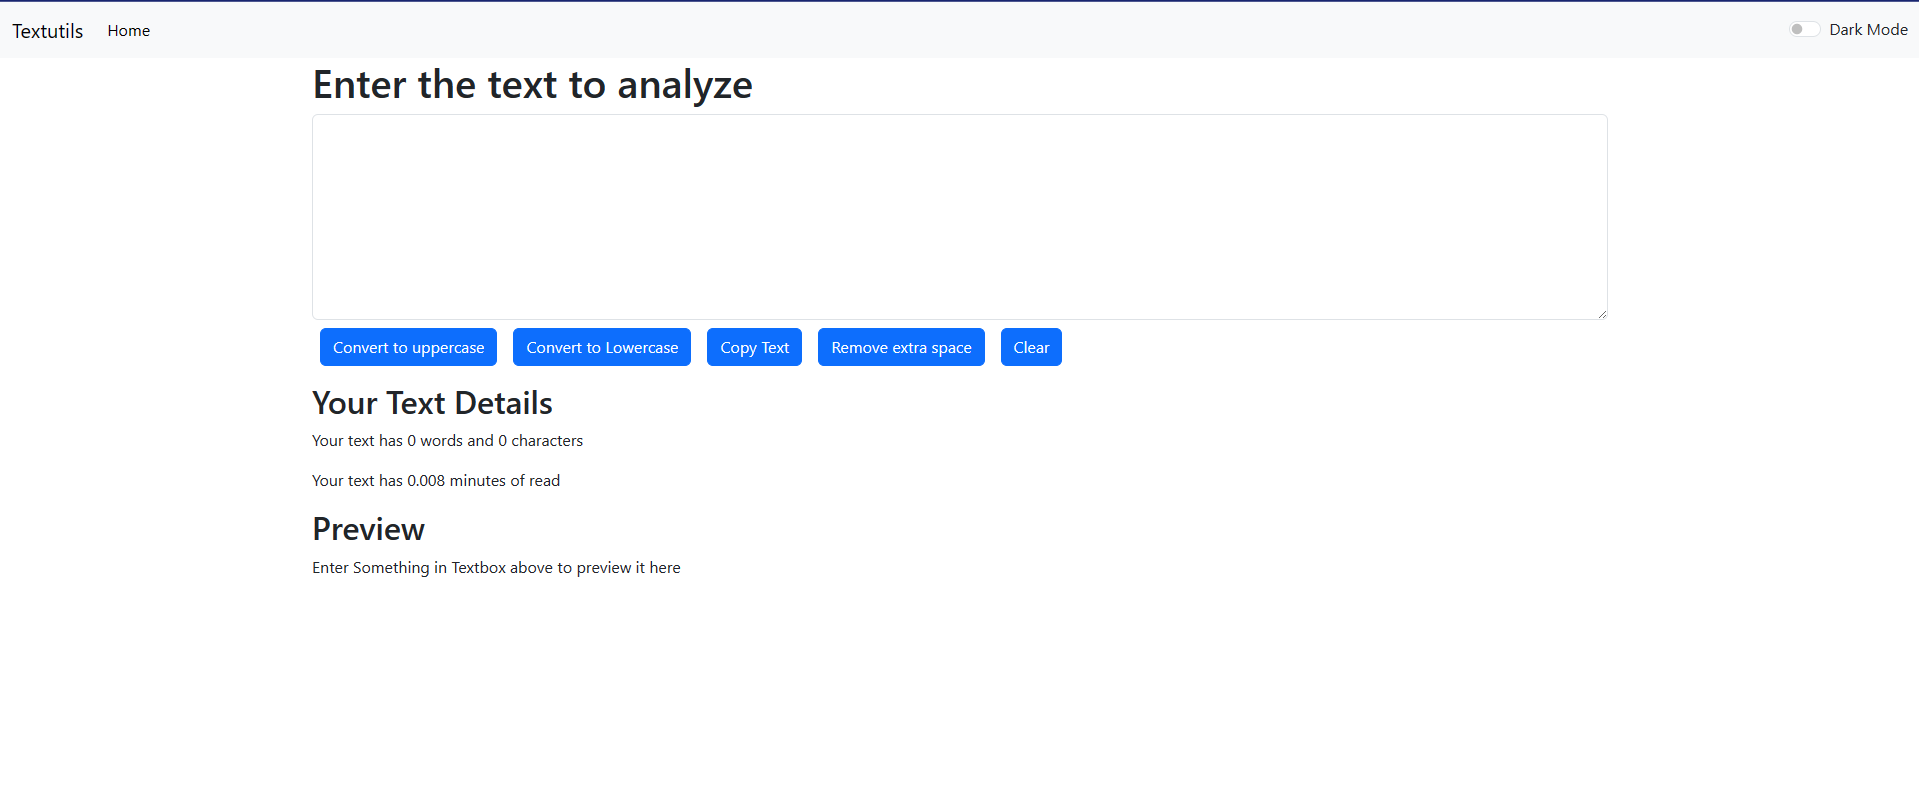 Textutils Home Dark Mode
Enter the text to analyze
Convert to uppercase Convert to Lowercase Copy Text Remove extra space Clear
Your Text Details
Your text has 0 words and 0 characters
Your text has 0.008 minutes of read
Preview
Enter Something in Textbox above to preview it here